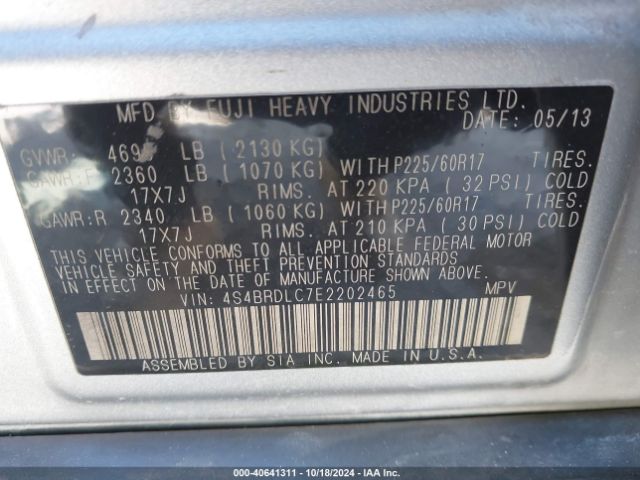 MFD BY FUJI HEAVY INDUSTRIES LTD.
DATE: 05/13
GVWR: LB (2130 KG)
GAWR:F 2360 LB (1070 KG) WITH P225/60R17 TIRES.
17X7J RIMS. AT 220 KPA (32 PSI) COLD
GAWR:R 2340 LB (1060 KG) WITH P225/60R17 TIRES.
17X7J RIMS. AT 210 KPA (30 PSI) COLD
THIS VEHICLE CONFORMS TO ALL APPLICABLE FEDERAL MOTOR
VEHICLE SAFETY AND THEFT PREVENTION STANDARDS
IN EFFECT ON THE DATE OF MANUFACTURE SHOWN ABOVE.
VIN: 4S4BRDLC7E2202465 MPV
ASSEMBLED BY SIA INC. MADE IN U.S.A.
000-40641311 - 10/18/2024 - IAA Inc.